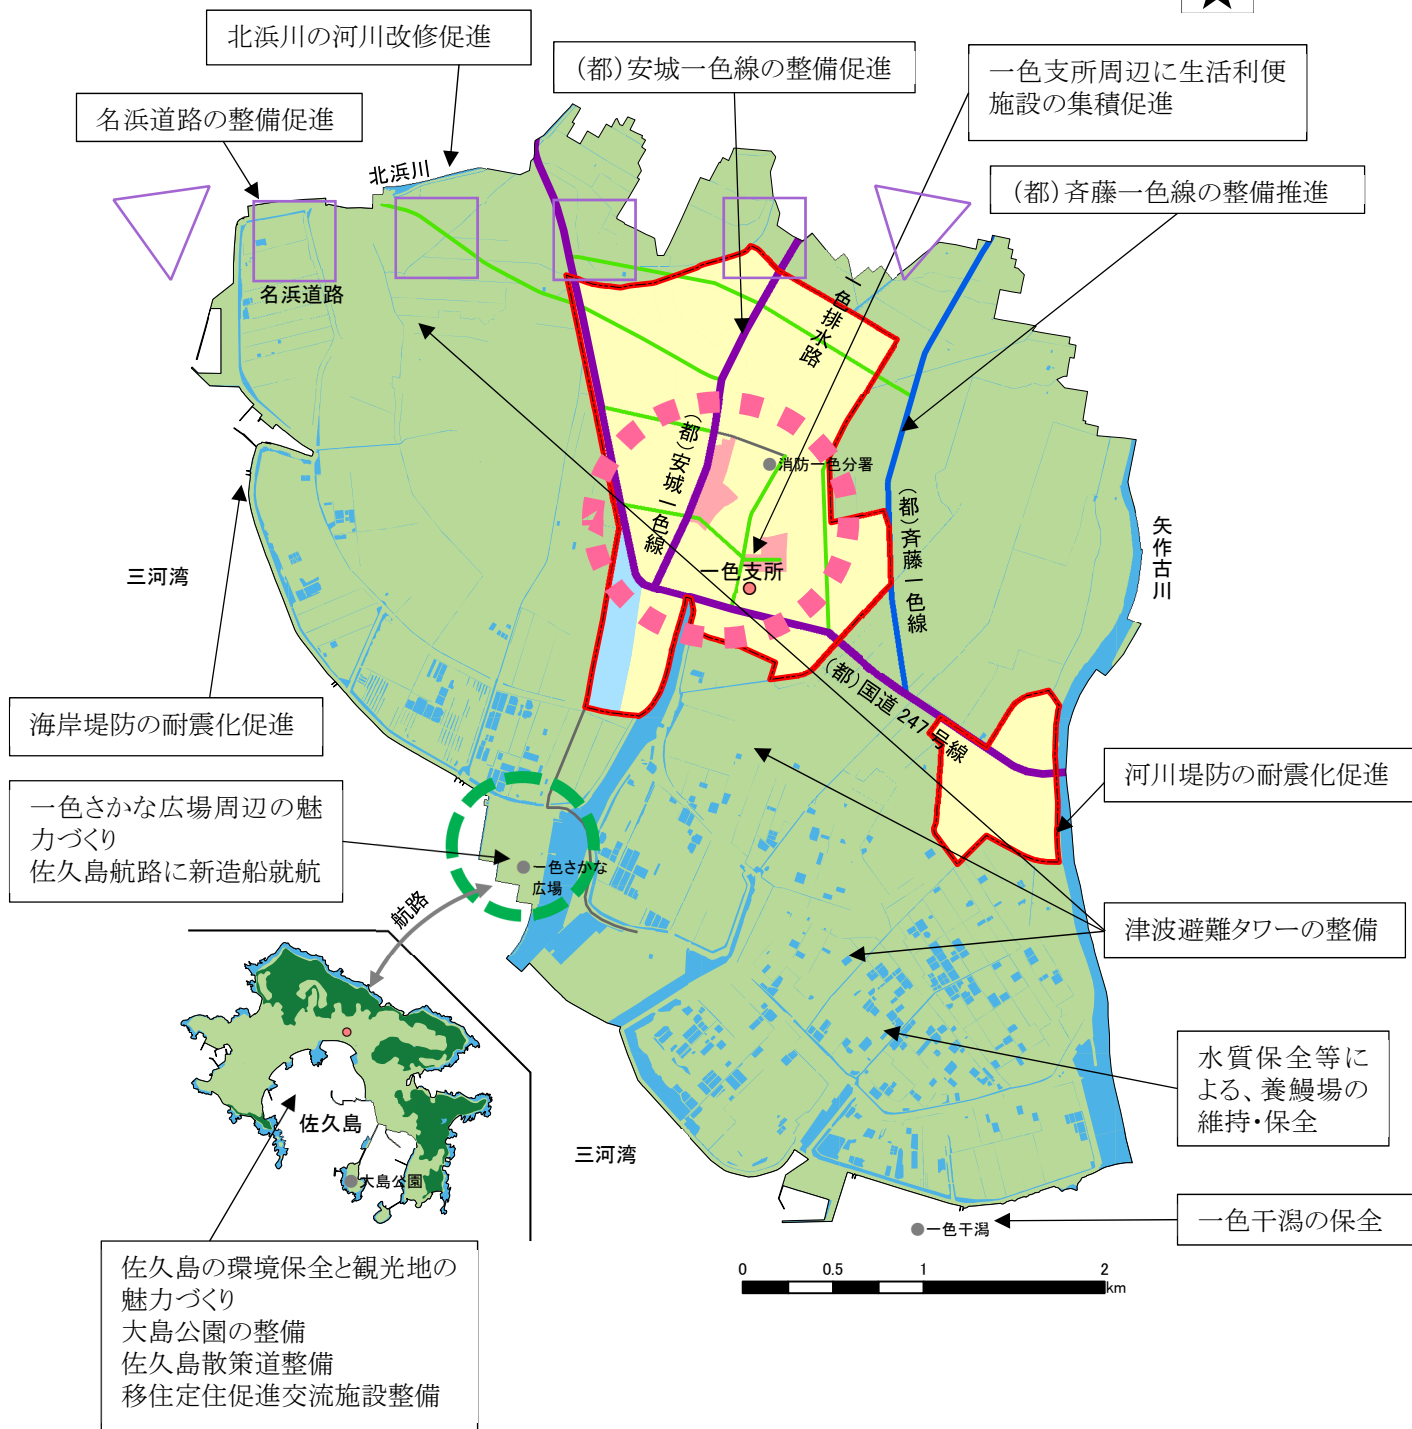 北浜川の河川改修促進
(都)安城一色線の整備促進
一色支所周辺に生活利便
施設の集積促進
名浜道路の整備促進
(都)斉藤一色線の整備推進
北浜川
名浜道路
一色排水路
(都)安城一色線
消防一色分署
(都)斉藤一色線
矢作古川
三河湾
一色支所
(都)国道247号線
海岸堤防の耐震化促進
河川堤防の耐震化促進
一色さかな広場周辺の魅
力づくり
佐久島航路に新造船就航
一色さかな
広場
航路
津波避難タワーの整備
水質保全等に
よる、養鰻場の
維持・保全
佐久島
大島公園
三河湾
一色干潟
一色干潟の保全
佐久島の環境保全と観光地の
魅力づくり
大島公園の整備
佐久島散策道整備
移住定住促進交流施設整備
0 0.5 1 2
km